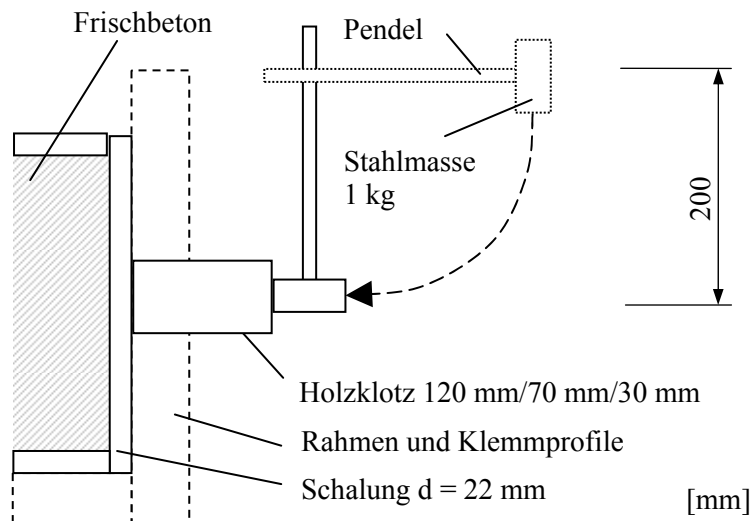 Frischbeton
Pendel
Stahlmasse
1 kg
200
Holzklotz 120 mm/70 mm/30 mm
Rahmen und Klemmprofile
Schalung d = 22 mm
[mm]